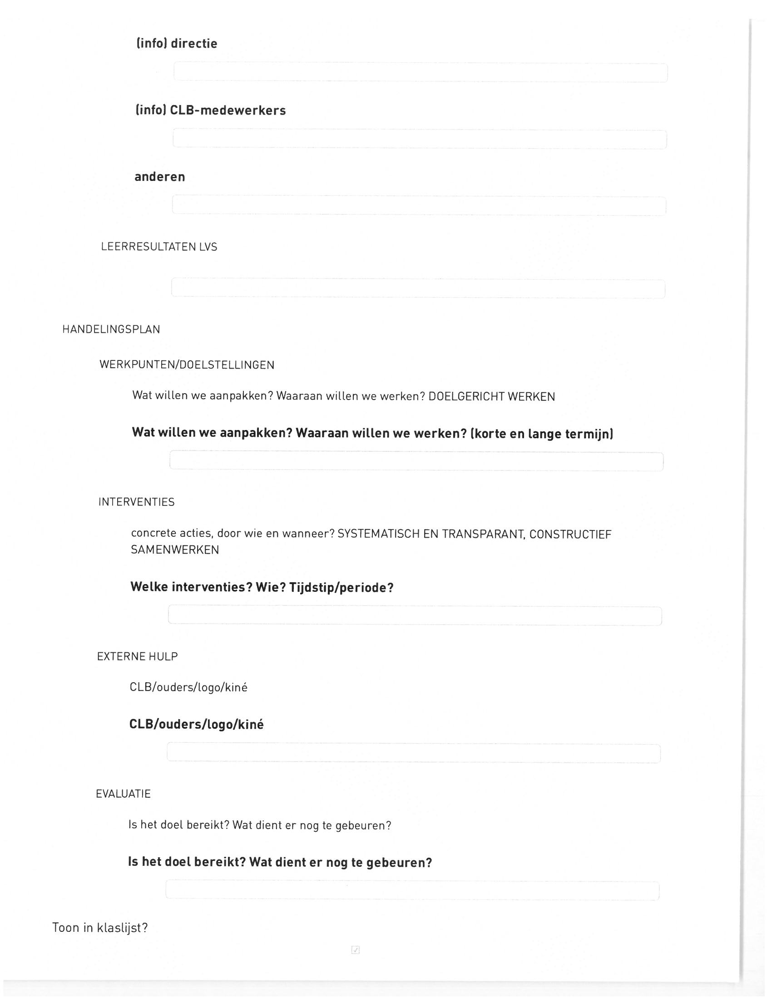 (info) directie
(info) CLB-medewerkers
anderen
LEERRESULTATEN LVS
HANDELINGSPLAN
WERKPUNTEN/DOELSTELLINGEN
Wat willen we aanpakken? Waaraan willen we werken? DOELGERICHT WERKEN
Wat willen we aanpakken? Waaraan willen we werken? (korte en lange termijn)
INTERVENTIES
concrete acties, door wie en wanneer? SYSTEMATISCH EN TRANSPARANT, CONSTRUCTIEF
SAMENWERKEN
Welke interventies? Wie? Tijdstip/periode?
EXTERNE HULP
CLB/ouders/logo/kiné
CLB/ouders/logo/kiné
EVALUATIE
Is het doel bereikt? Wat dient er nog te gebeuren?
Is het doel bereikt? Wat dient er nog te gebeuren?
Toon in klaslijst?